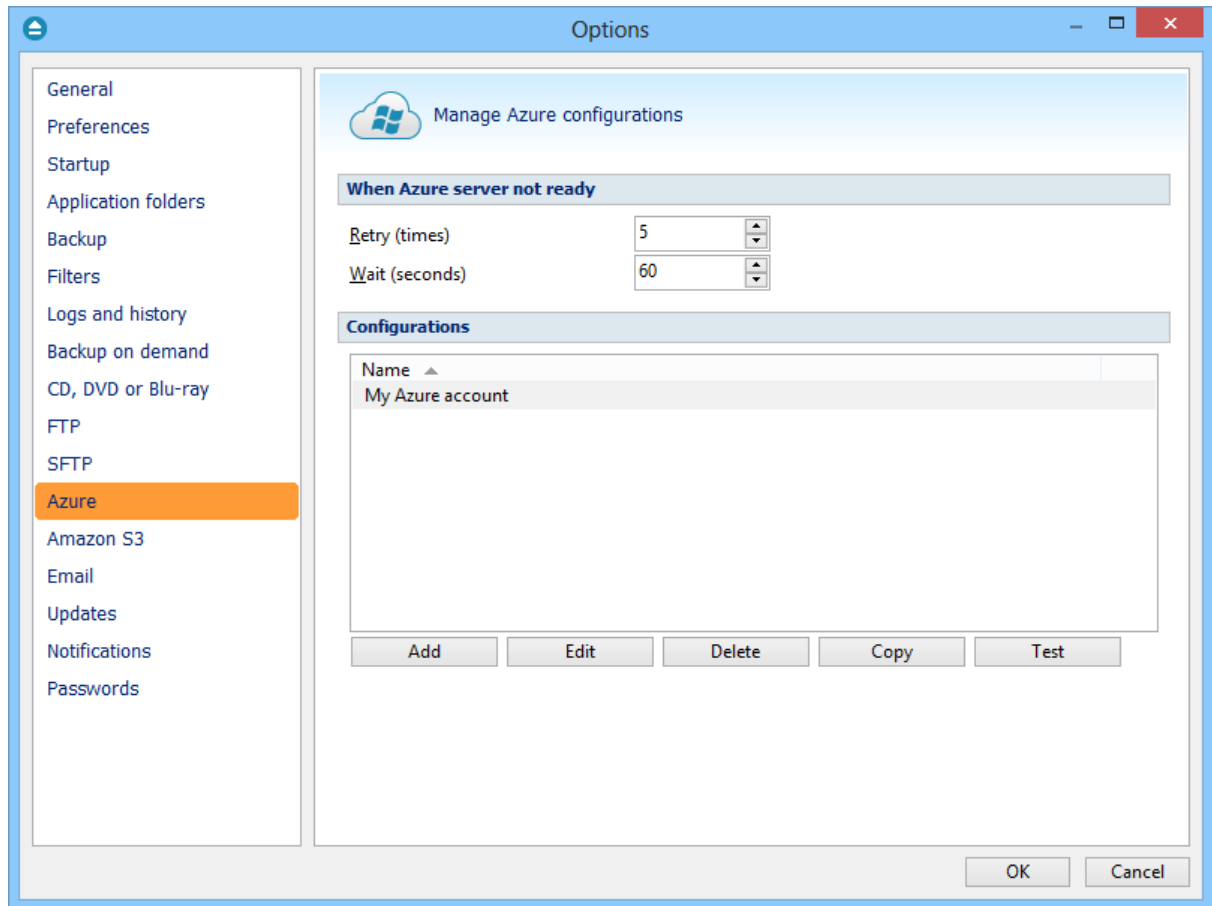 Options
General
Preferences
Startup
Application folders
Backup
Filters
Logs and history
Backup on demand
CD, DVD or Blu-ray
FTP
SFTP
Azure
Amazon S3
Email
Updates
Notifications
Passwords
Manage Azure configurations
When Azure server not ready
Retry (times) 5
Wait (seconds) 60
Configurations
Name
My Azure account
Add Edit Delete Copy Test
OK Cancel